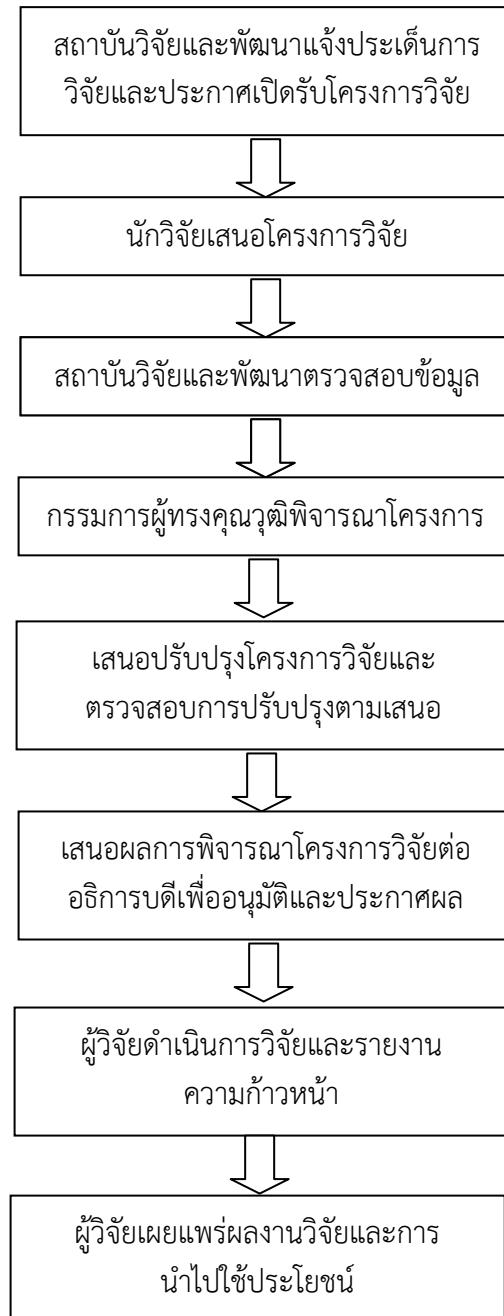 สถาบันวิจัยและพัฒนาแจ้งประเด็นการ
วิจัยและประกาศเปิดรับโครงการวิจัย
นักวิจัยเสนอโครงการวิจัย
สถาบันวิจัยและพัฒนาตรวจสอบข้อมูล
กรรมการผู้ทรงคุณวุฒิพิจารณาโครงการ
เสนอปรับปรุงโครงการวิจัยและ
ตรวจสอบการปรับปรุงตามเสนอ
เสนอผลการพิจารณาโครงการวิจัยต่อ
อธิการบดีเพื่ออนุมัติและประกาศผล
ผู้วิจัยดำเนินการวิจัยและรายงาน
ความก้าวหน้า
ผู้วิจัยเผยแพร่ผลงานวิจัยและการ
นำไปใช้ประโยชน์